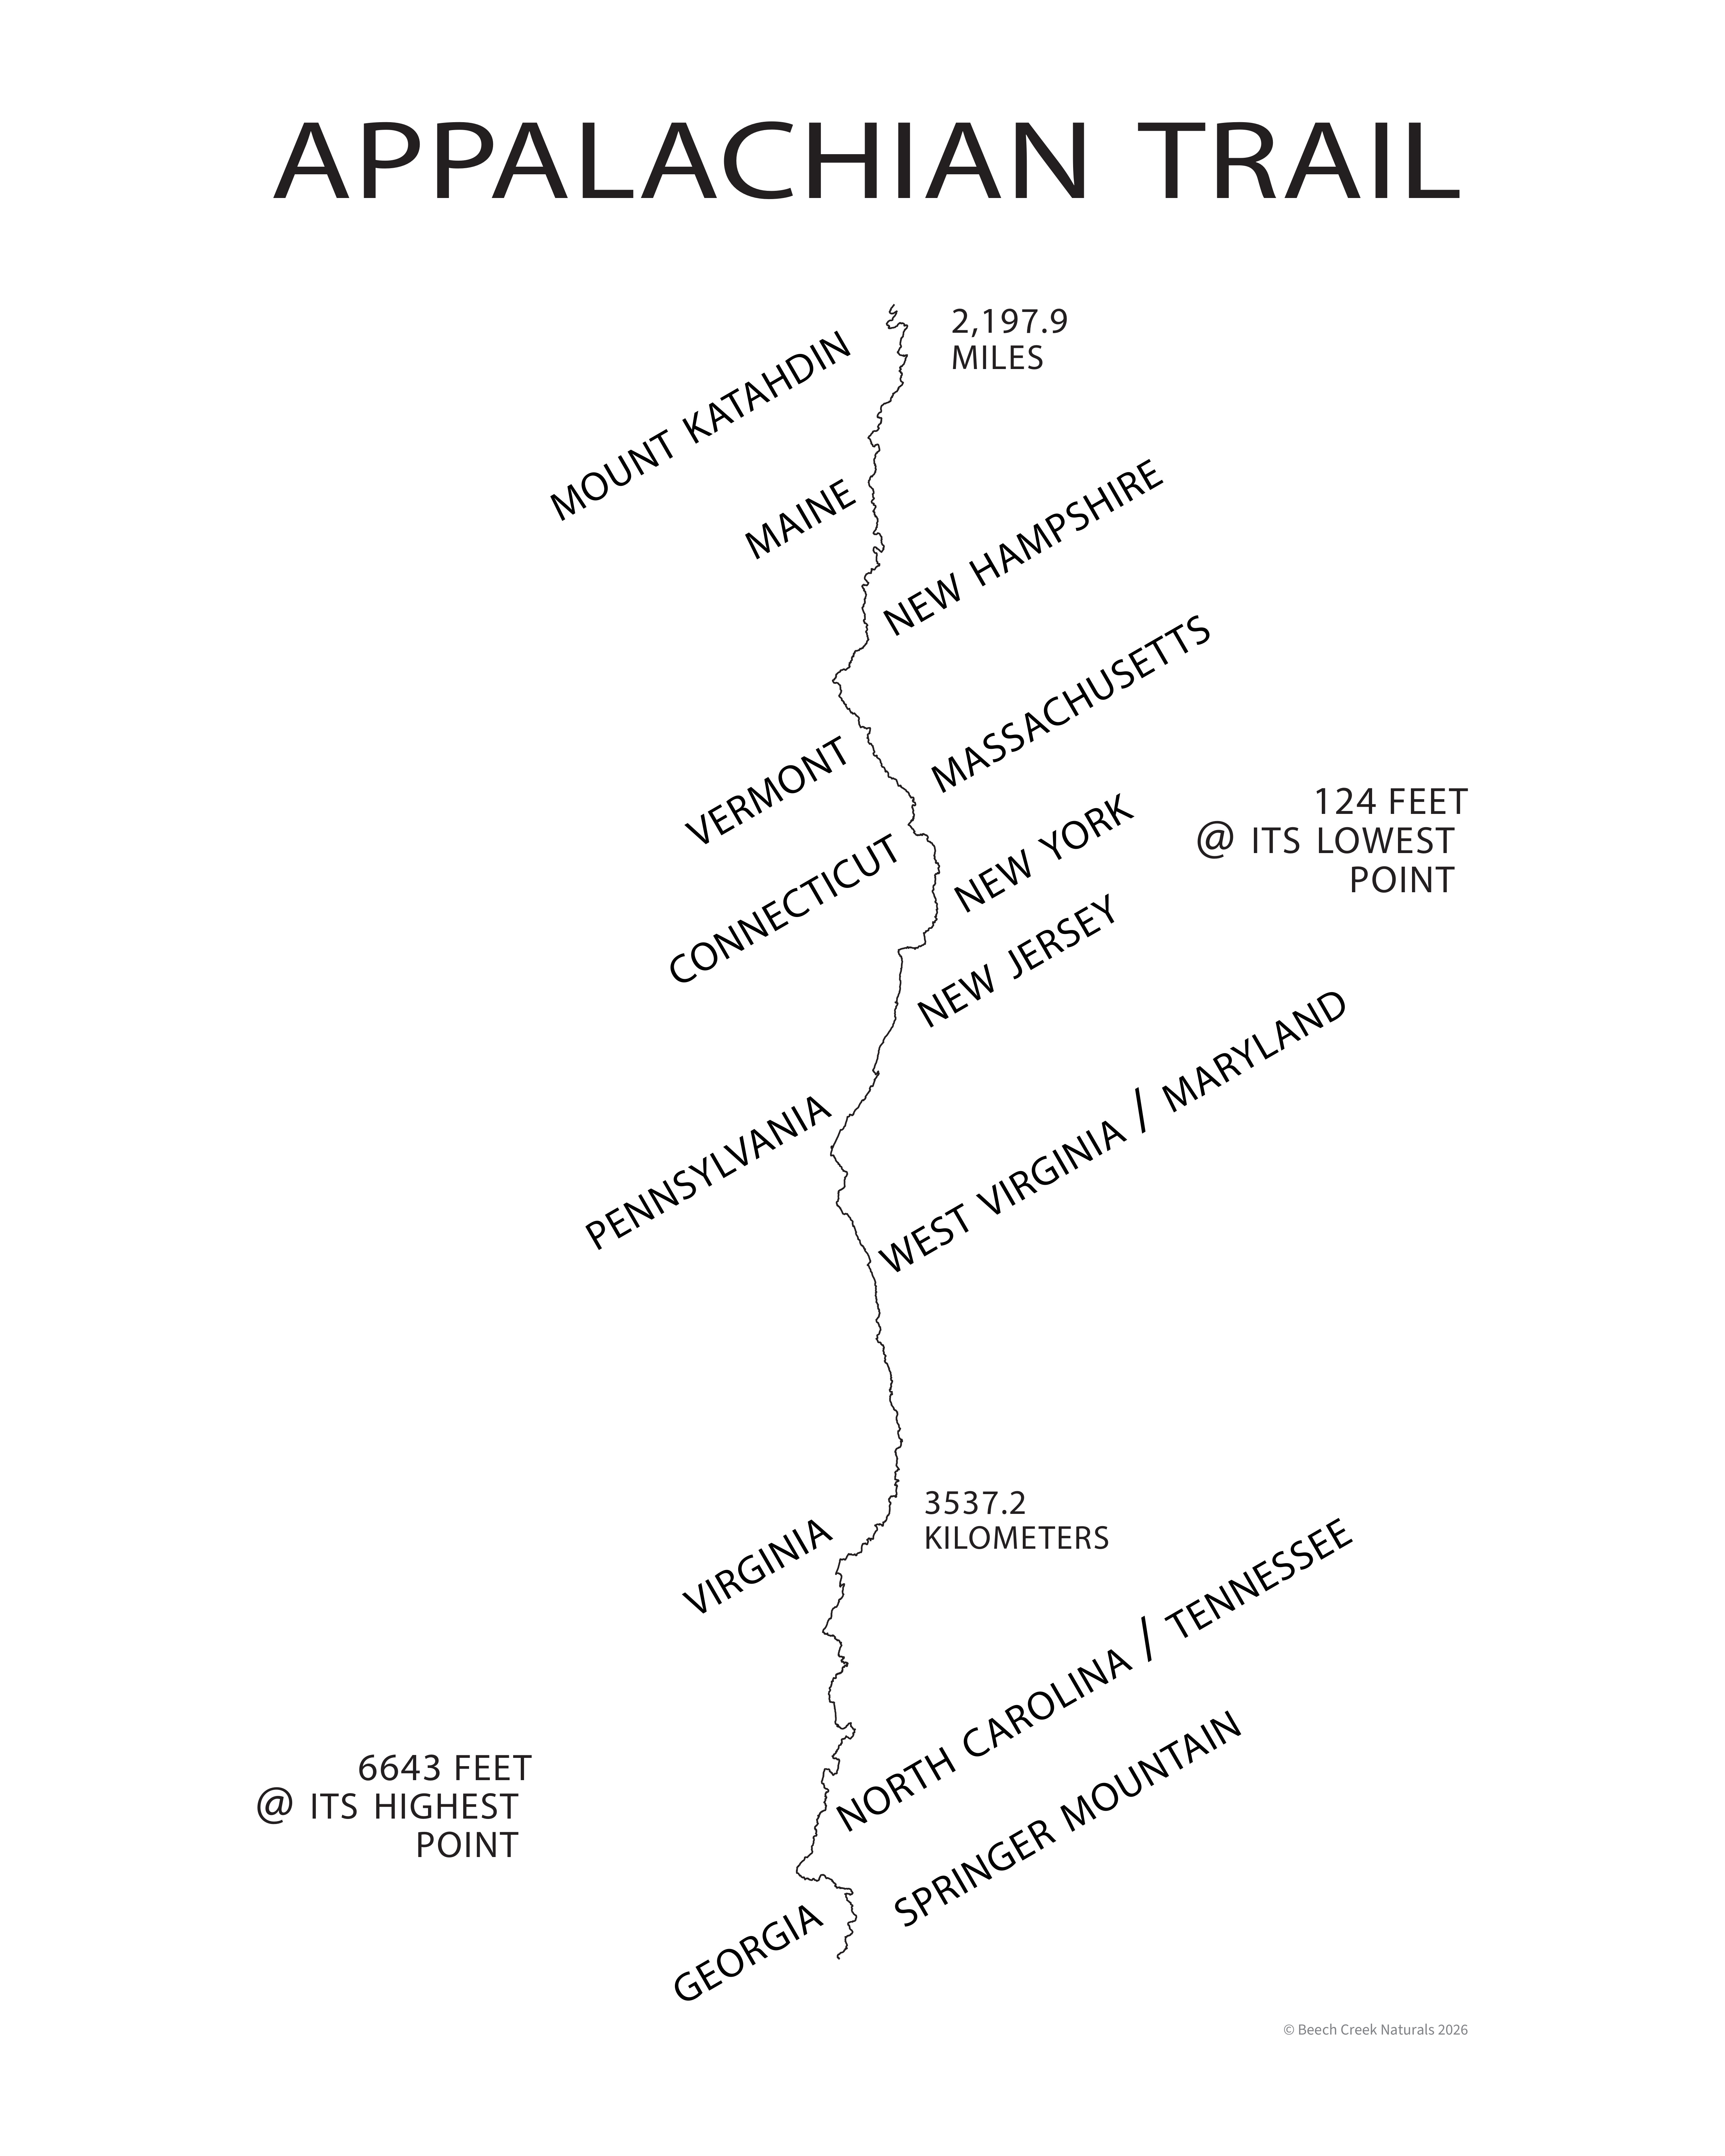 APPALACHIAN TRAIL
2,197.9
MILES
MOUNT KATAHDIN
MAINE
NEW HAMPSHIRE
MASSACHUSETTS
VERMONT
124 FEET
@ ITS LOWEST
POINT
NEW YORK
CONNECTICUT
NEW JERSEY
WEST VIRGINIA / MARYLAND
PENNSYLVANIA
3537.2
KILOMETERS
VIRGINIA
NORTH CAROLINA / TENNESSEE
6643 FEET
@ ITS HIGHEST
POINT
SPRINGER MOUNTAIN
GEORGIA
© Beech Creek Naturals 2026